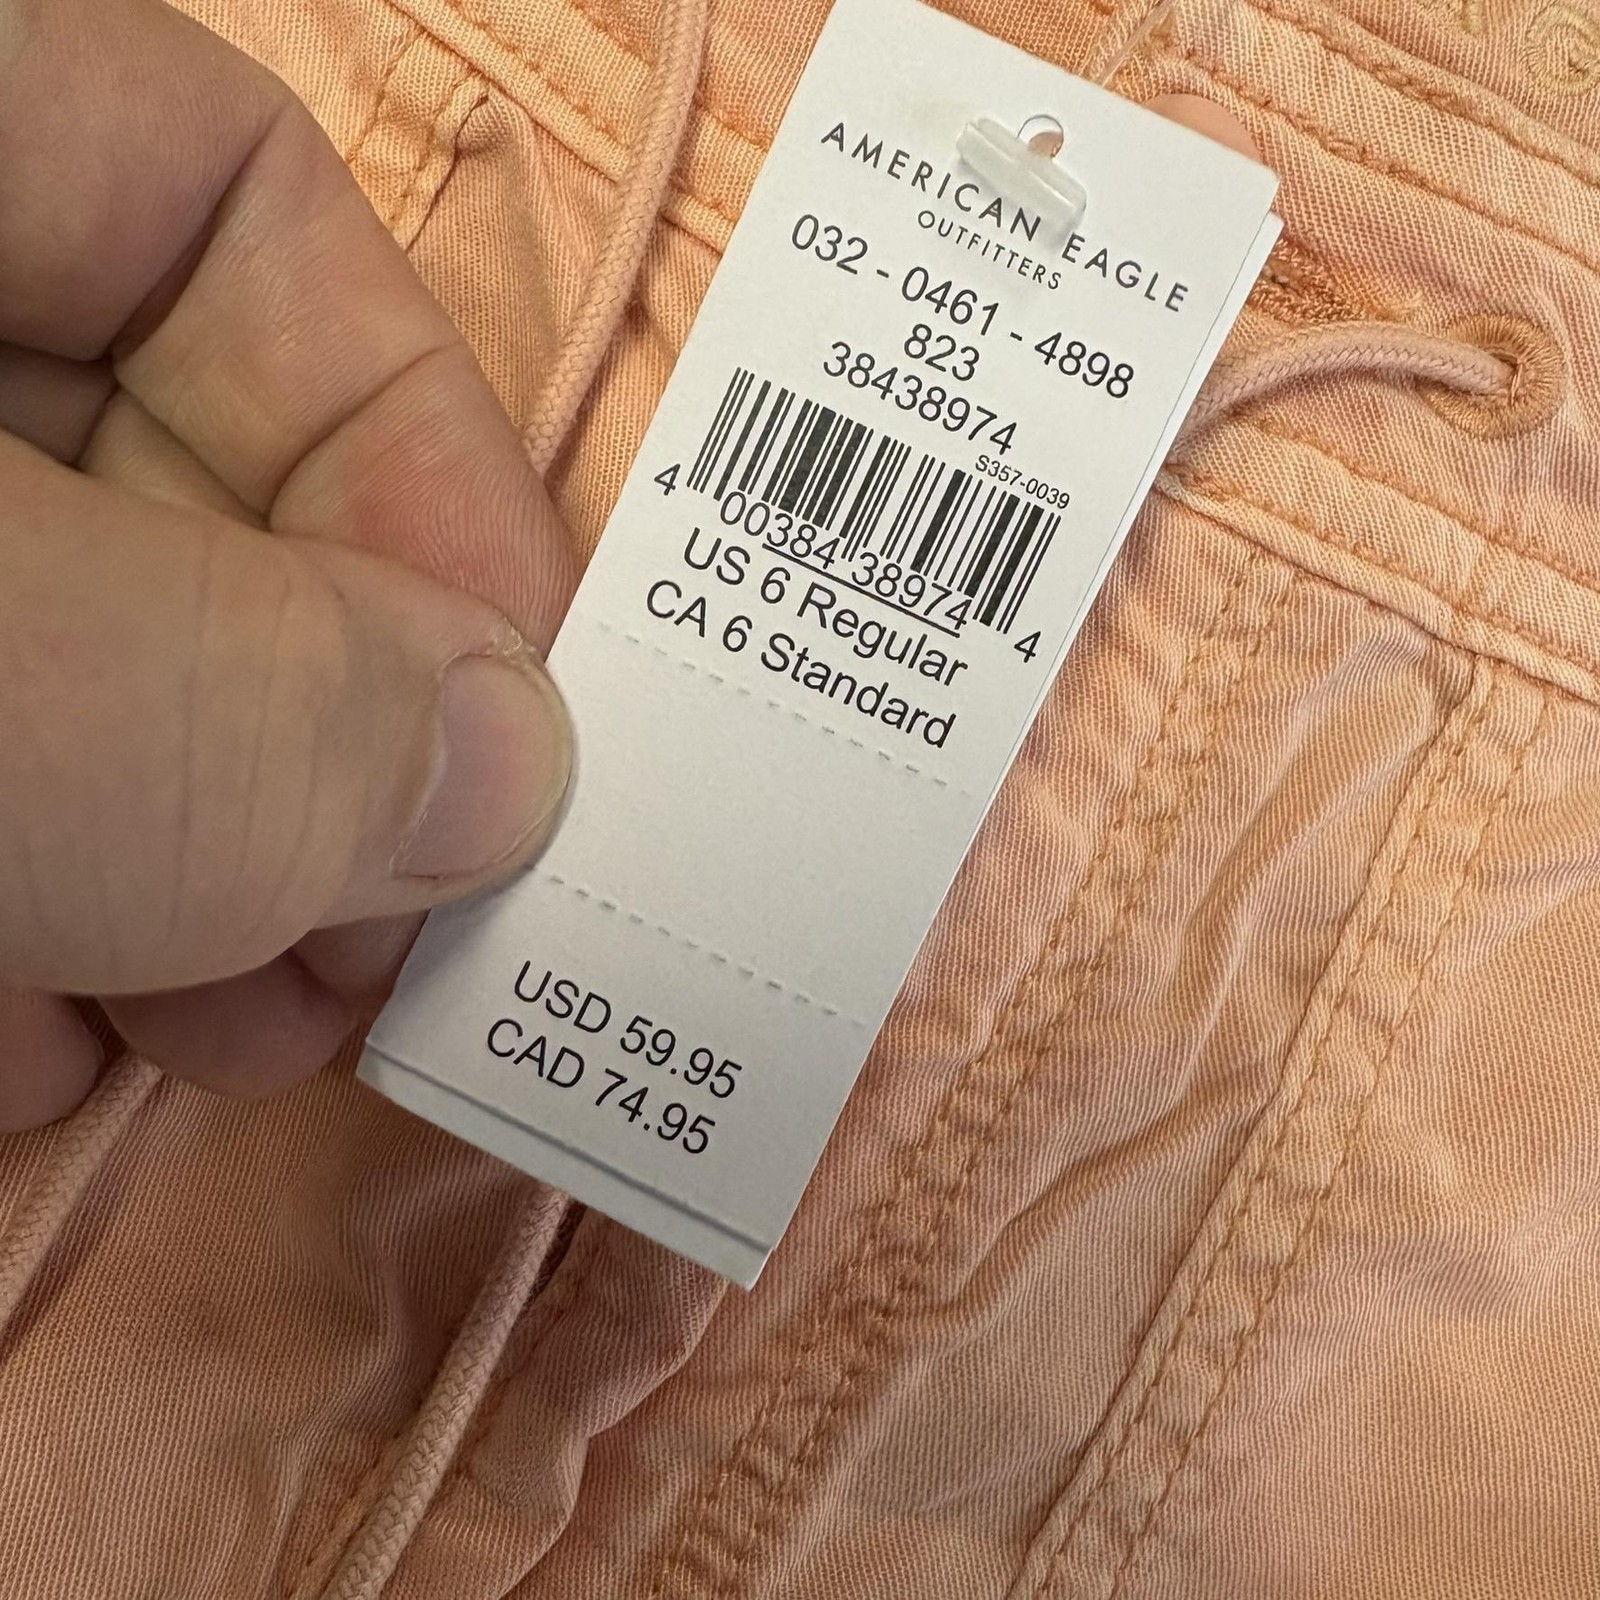 AMERICAN EAGLE
OUTFITTERS
032 - 0461 - 4898
823
38438974
S357-0039
4 00384 38974 4
US 6 Regular
CA 6 Standard
USD 59.95
CAD 74.95